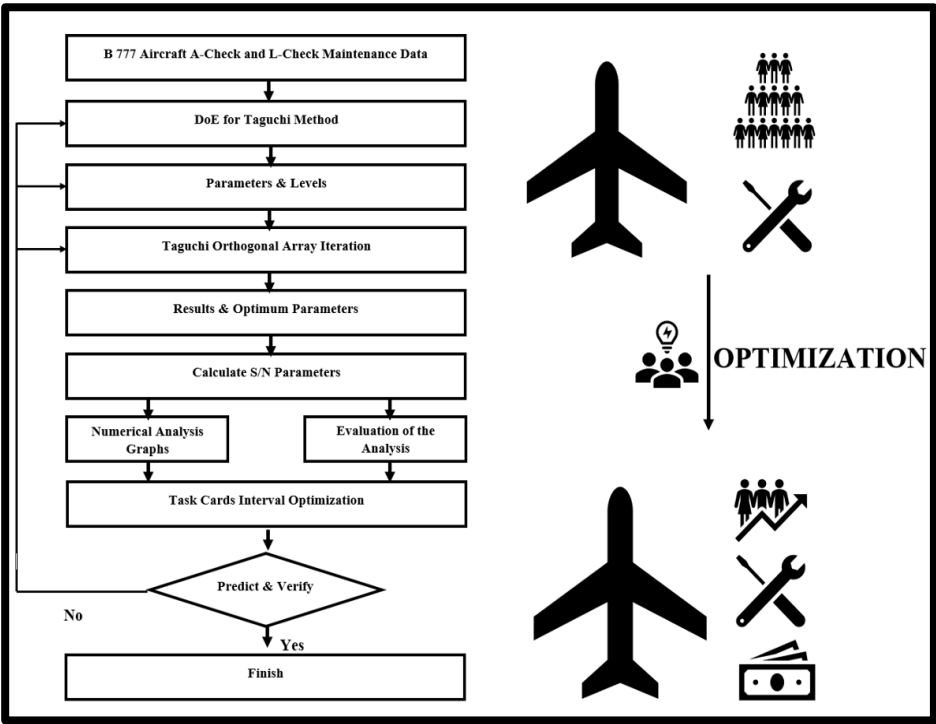 B 777 Aircraft A-Check and L-Check Maintenance Data
DoE for Taguchi Method
Parameters & Levels
Taguchi Orthogonal Array Iteration
Results & Optimum Parameters
Calculate S/N Parameters
Numerical Analysis
Graphs
Evaluation of the
Analysis
Task Cards Interval Optimization
Predict & Verify
No
Yes
Finish
OPTIMIZATION